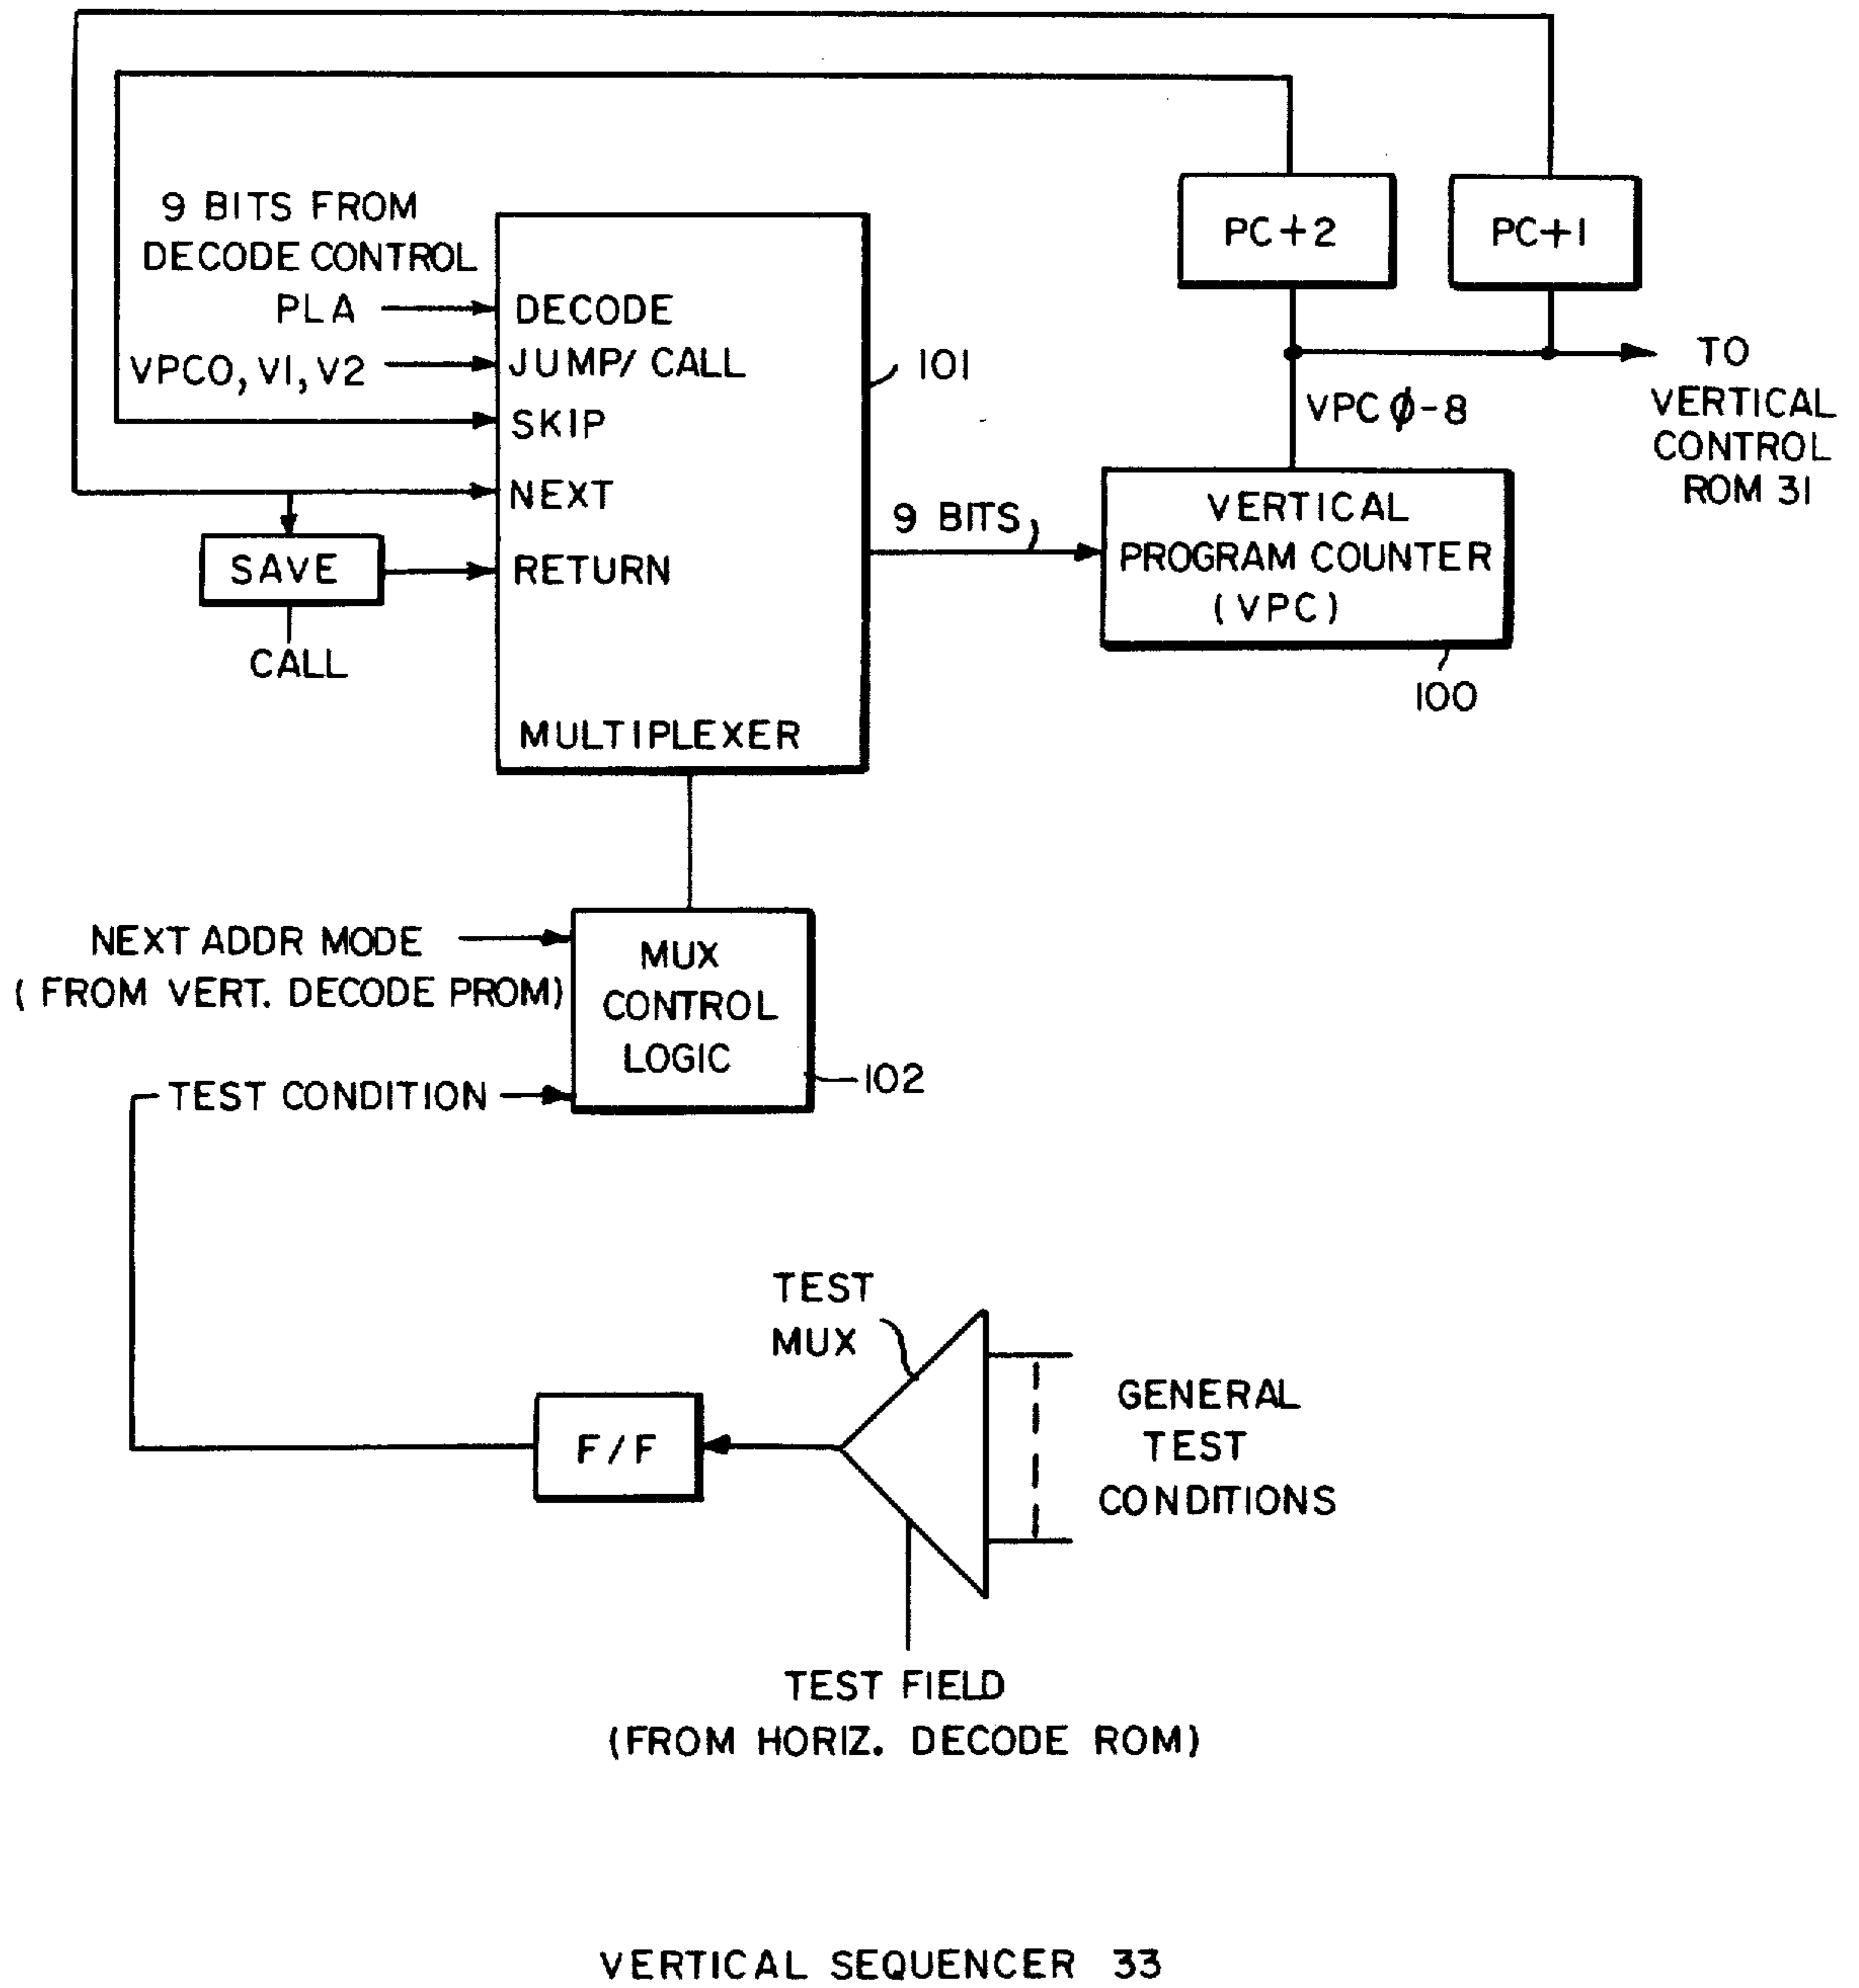 9 BITS FROM
DECODE CONTROL
PLA
VPCO, V1, V2
DECODE
JUMP/ CALL
SKIP
NEXT
RETURN
MULTIPLEXER
101
SAVE
CALL
9 BITS
PC+2
PC+1
VPC Ø-8
TO
VERTICAL
CONTROL
ROM 31
VERTICAL
PROGRAM COUNTER
(VPC)
100
NEXT ADDR MODE
(FROM VERT. DECODE PROM)
MUX
CONTROL
LOGIC
102
TEST CONDITION
TEST
MUX
F/F
GENERAL
TEST
CONDITIONS
TEST FIELD
(FROM HORIZ. DECODE ROM)
VERTICAL SEQUENCER 33